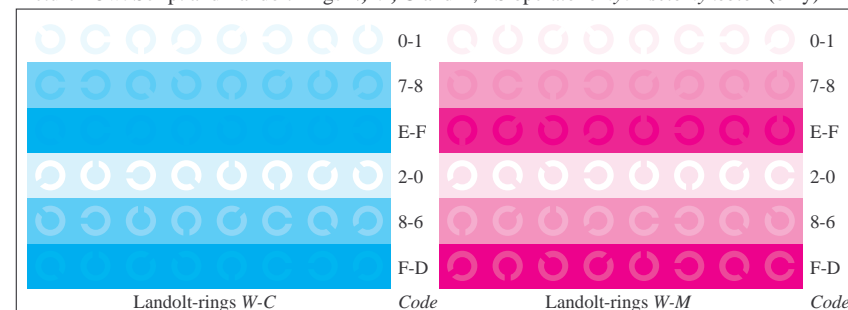 0-1 0-1
7-8 7-8
E-F E-F
2-0 2-0
8-6 8-6
F-D F-D
Landolt-rings W-C Code Landolt-rings W-M Code